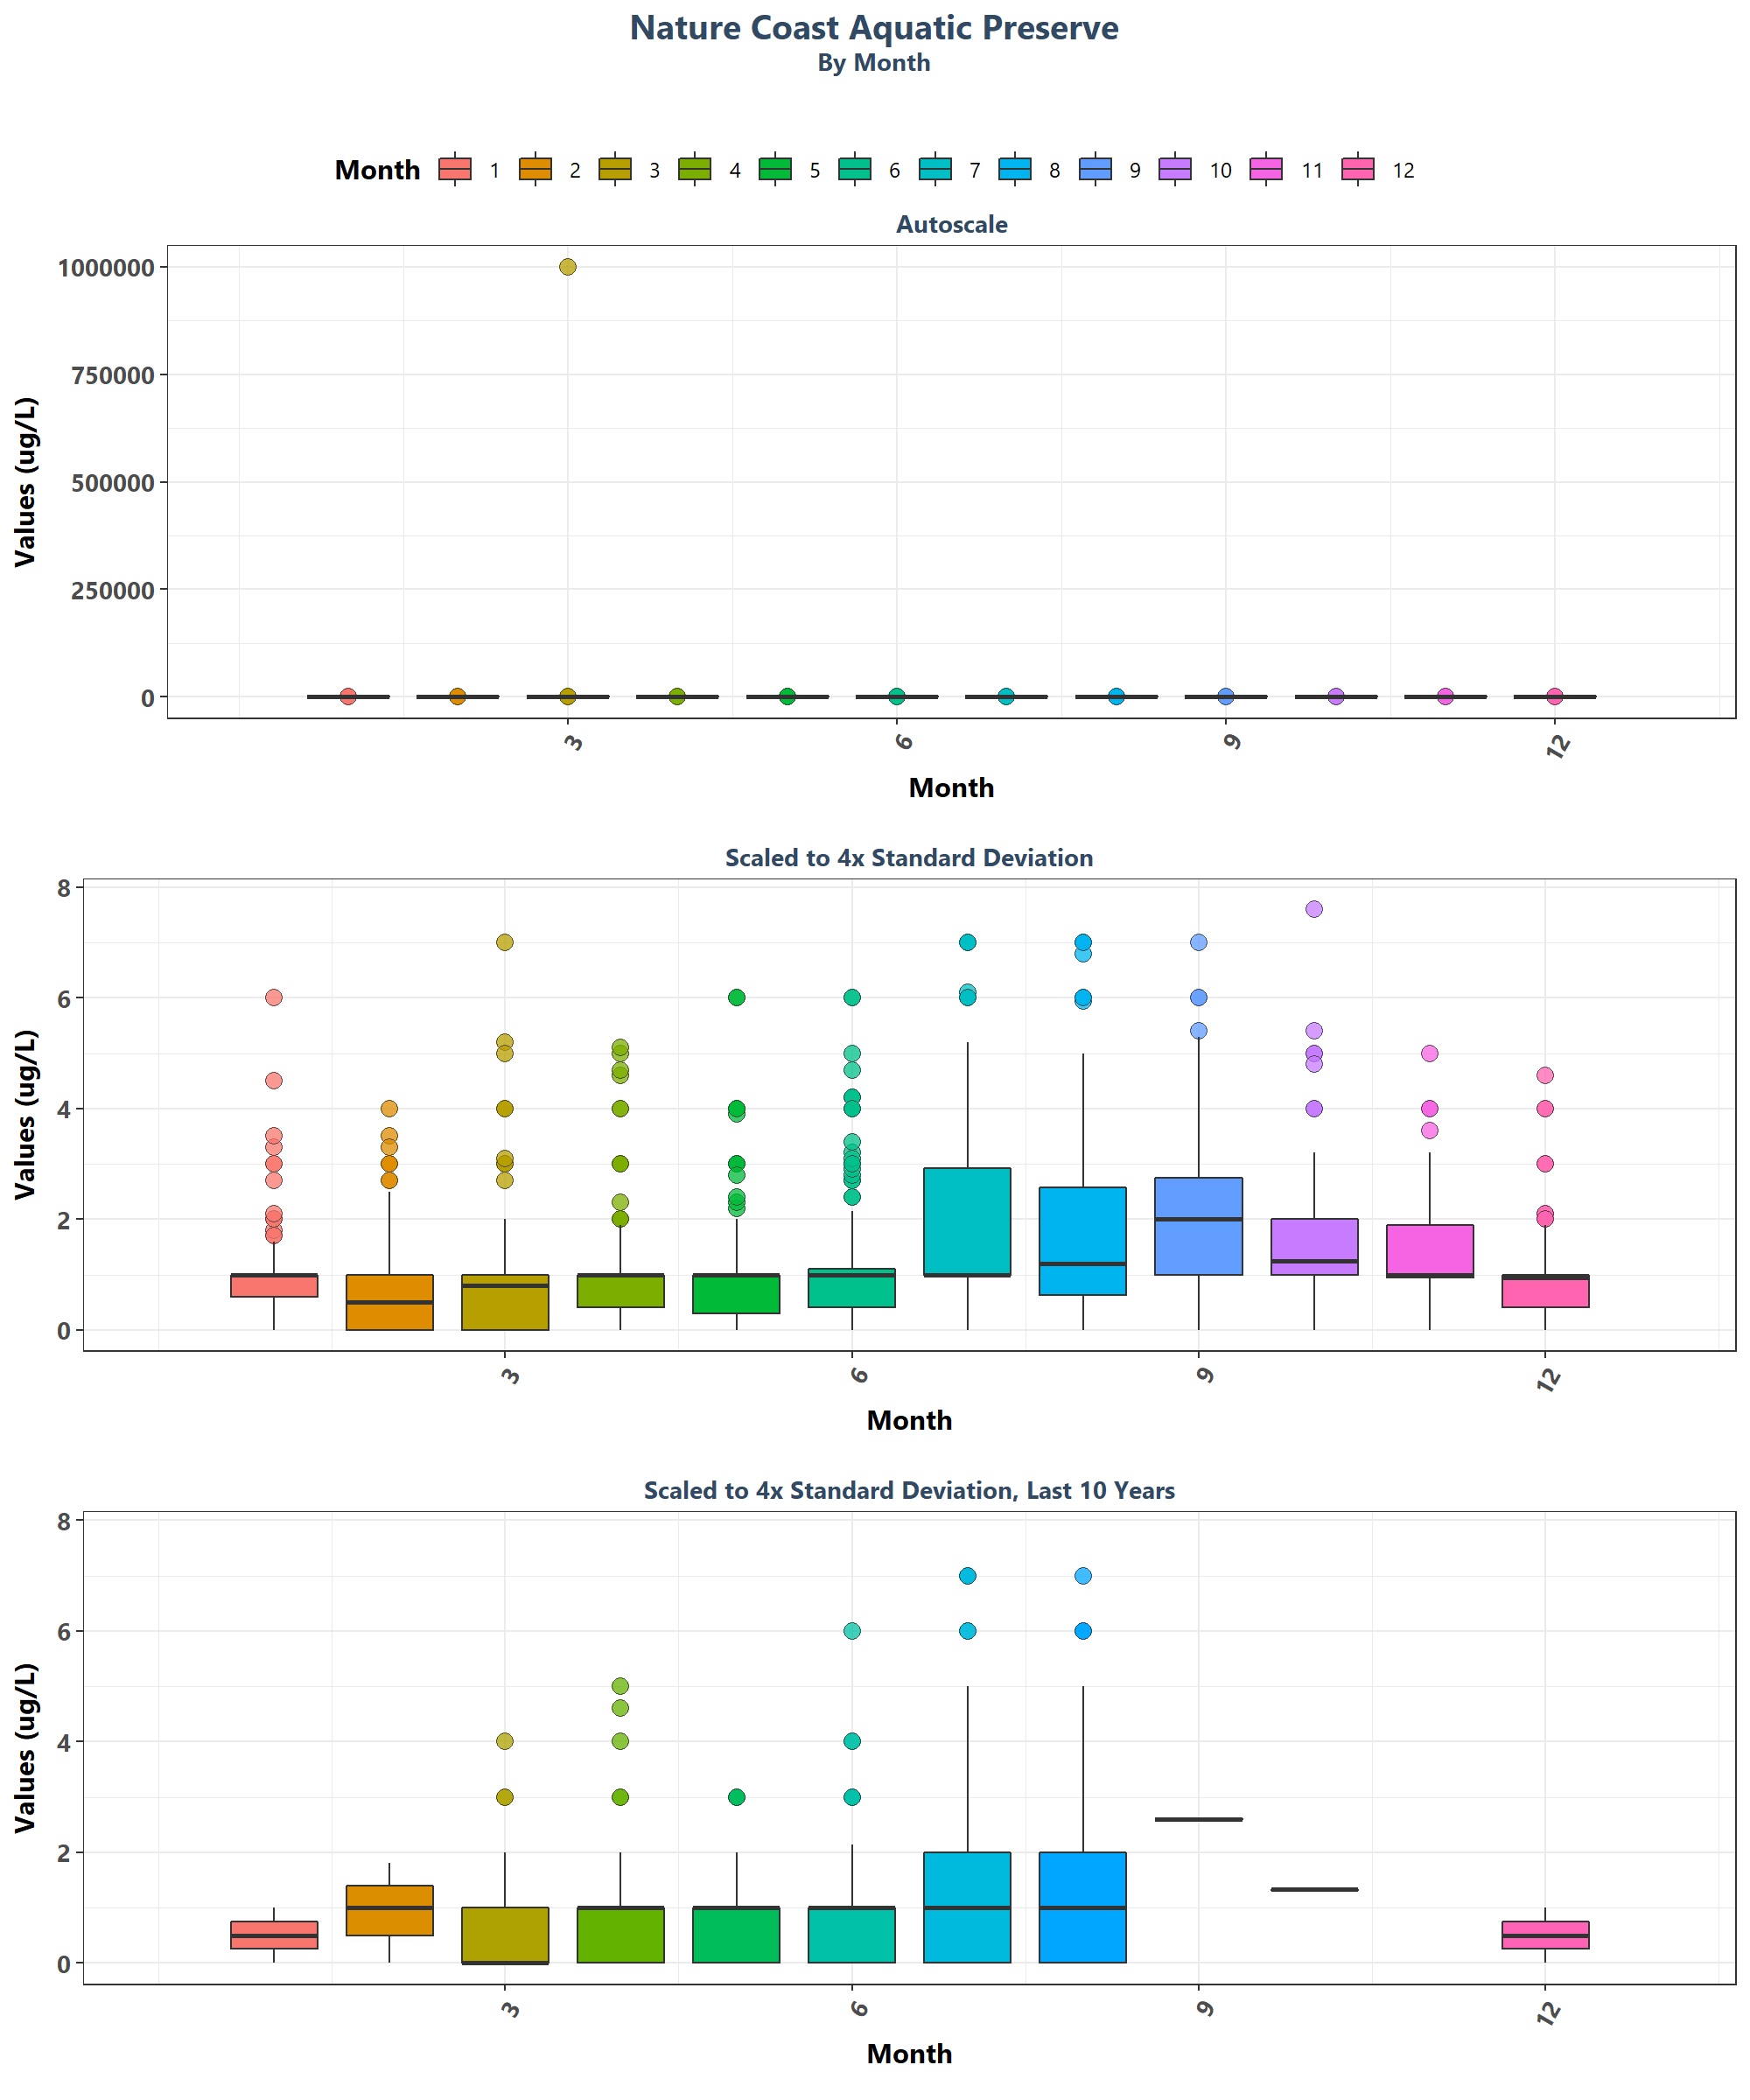 Nature Coast Aquatic Preserve
By Month
Month 1 2 3 4 5 6 7 8 9 10 11 12
Autoscale
Values (ug/L)
1000000
750000
500000
250000
0
3 6 9 12
Month
Scaled to 4x Standard Deviation
Values (ug/L)
8
6
4
2
0
3 6 9 12
Month
Scaled to 4x Standard Deviation, Last 10 Years
Values (ug/L)
8
6
4
2
0
3 6 9 12
Month